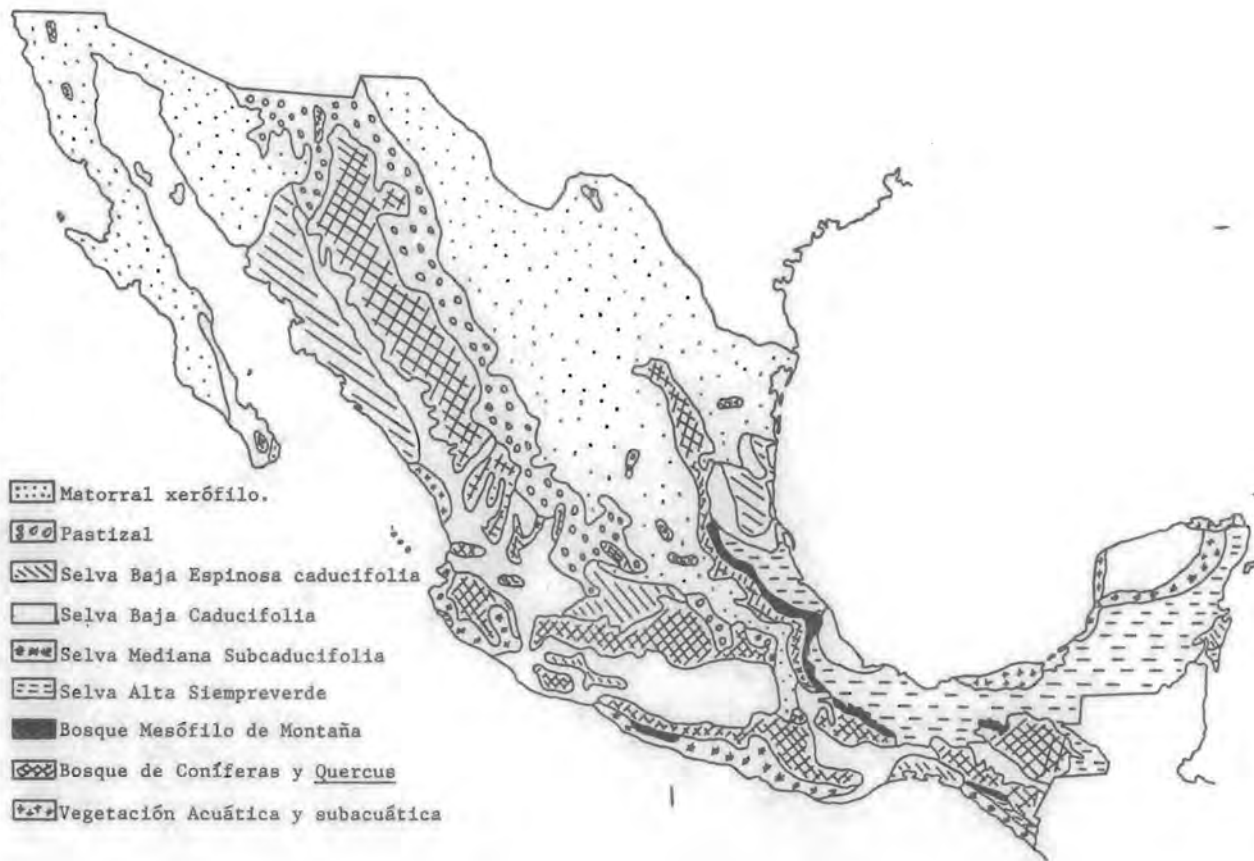 Matorral xerófilo.
Pastizal
Selva Baja Espinosa caducifolia
Selva Baja Caducifolia
Selva Mediana Subcaducifolia
Selva Alta Siempreverde
Bosque Mesófilo de Montaña
Bosque de Coníferas y Quercus
Vegetación Acuática y subacuática